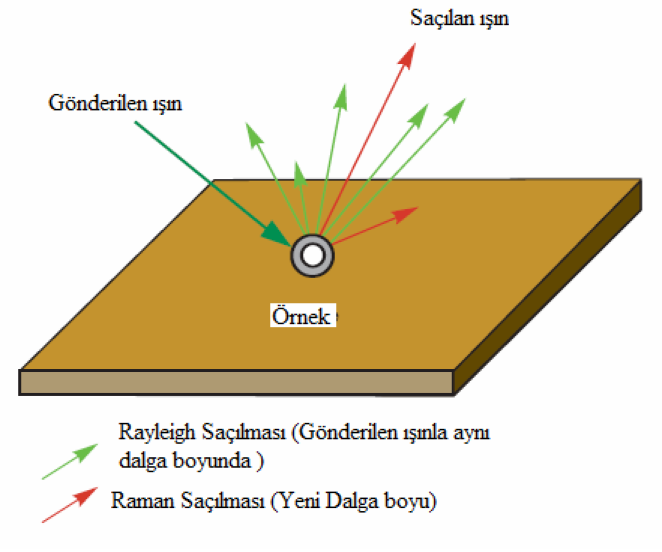 Saçılan ışın
Gönderilen ışın
Örnek
Rayleigh Saçılması (Gönderilen ışınla aynı
dalga boyunda )
Raman Saçılması (Yeni Dalga boyu)